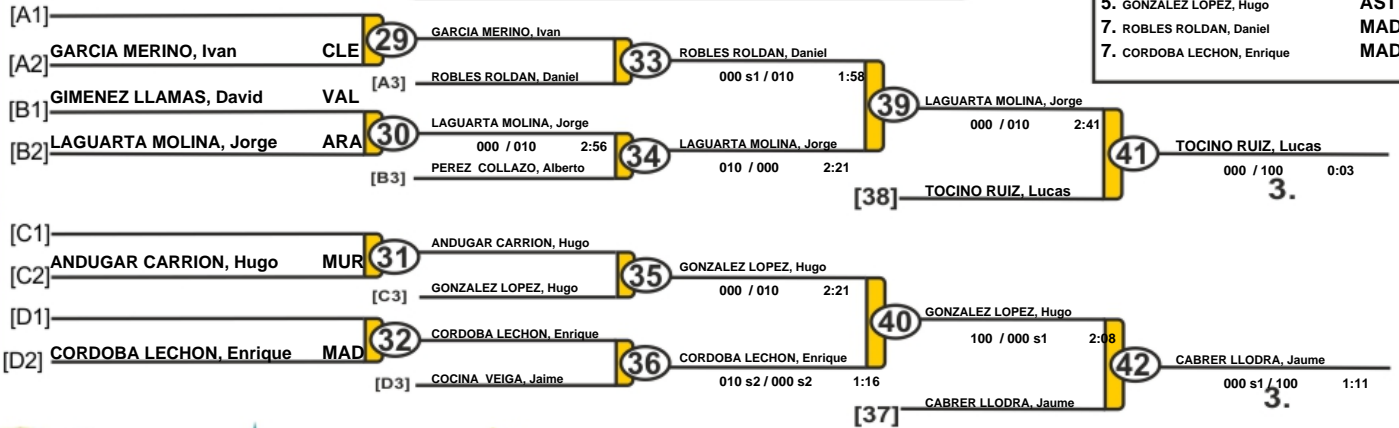 5. GONZALEZ LOPEZ, Hugo AST
7. ROBLES ROLDAN, Daniel MAD
7. CORDOBA LECHON, Enrique MAD
[A1]
[A2] GARCIA MERINO, Ivan CLE
29
GARCIA MERINO, Ivan
[A3] ROBLES ROLDAN, Daniel
33
ROBLES ROLDAN, Daniel
000 s1 / 010 1:58
[B1] GIMENEZ LLAMAS, David VAL
[B2] LAGUARTA MOLINA, Jorge ARA
30
LAGUARTA MOLINA, Jorge
000 / 010 2:56
[B3] PEREZ COLLAZO, Alberto
34
LAGUARTA MOLINA, Jorge
010 / 000 2:21
39
LAGUARTA MOLINA, Jorge
000 / 010 2:41
[38] TOCINO RUIZ, Lucas
41
TOCINO RUIZ, Lucas
000 / 100 0:03
3.
[C1]
[C2] ANDUGAR CARRION, Hugo MUR
31
ANDUGAR CARRION, Hugo
[C3] GONZALEZ LOPEZ, Hugo
35
GONZALEZ LOPEZ, Hugo
000 / 010 2:21
[D1]
[D2] CORDOBA LECHON, Enrique MAD
32
CORDOBA LECHON, Enrique
[D3] COCINA VEIGA, Jaime
36
CORDOBA LECHON, Enrique
010 s2 / 000 s2 1:16
40
GONZALEZ LOPEZ, Hugo
100 / 000 s1 2:08
[37] CABRER LLODRA, Jaume
42
CABRER LLODRA, Jaume
000 s1 / 100 1:11
3.